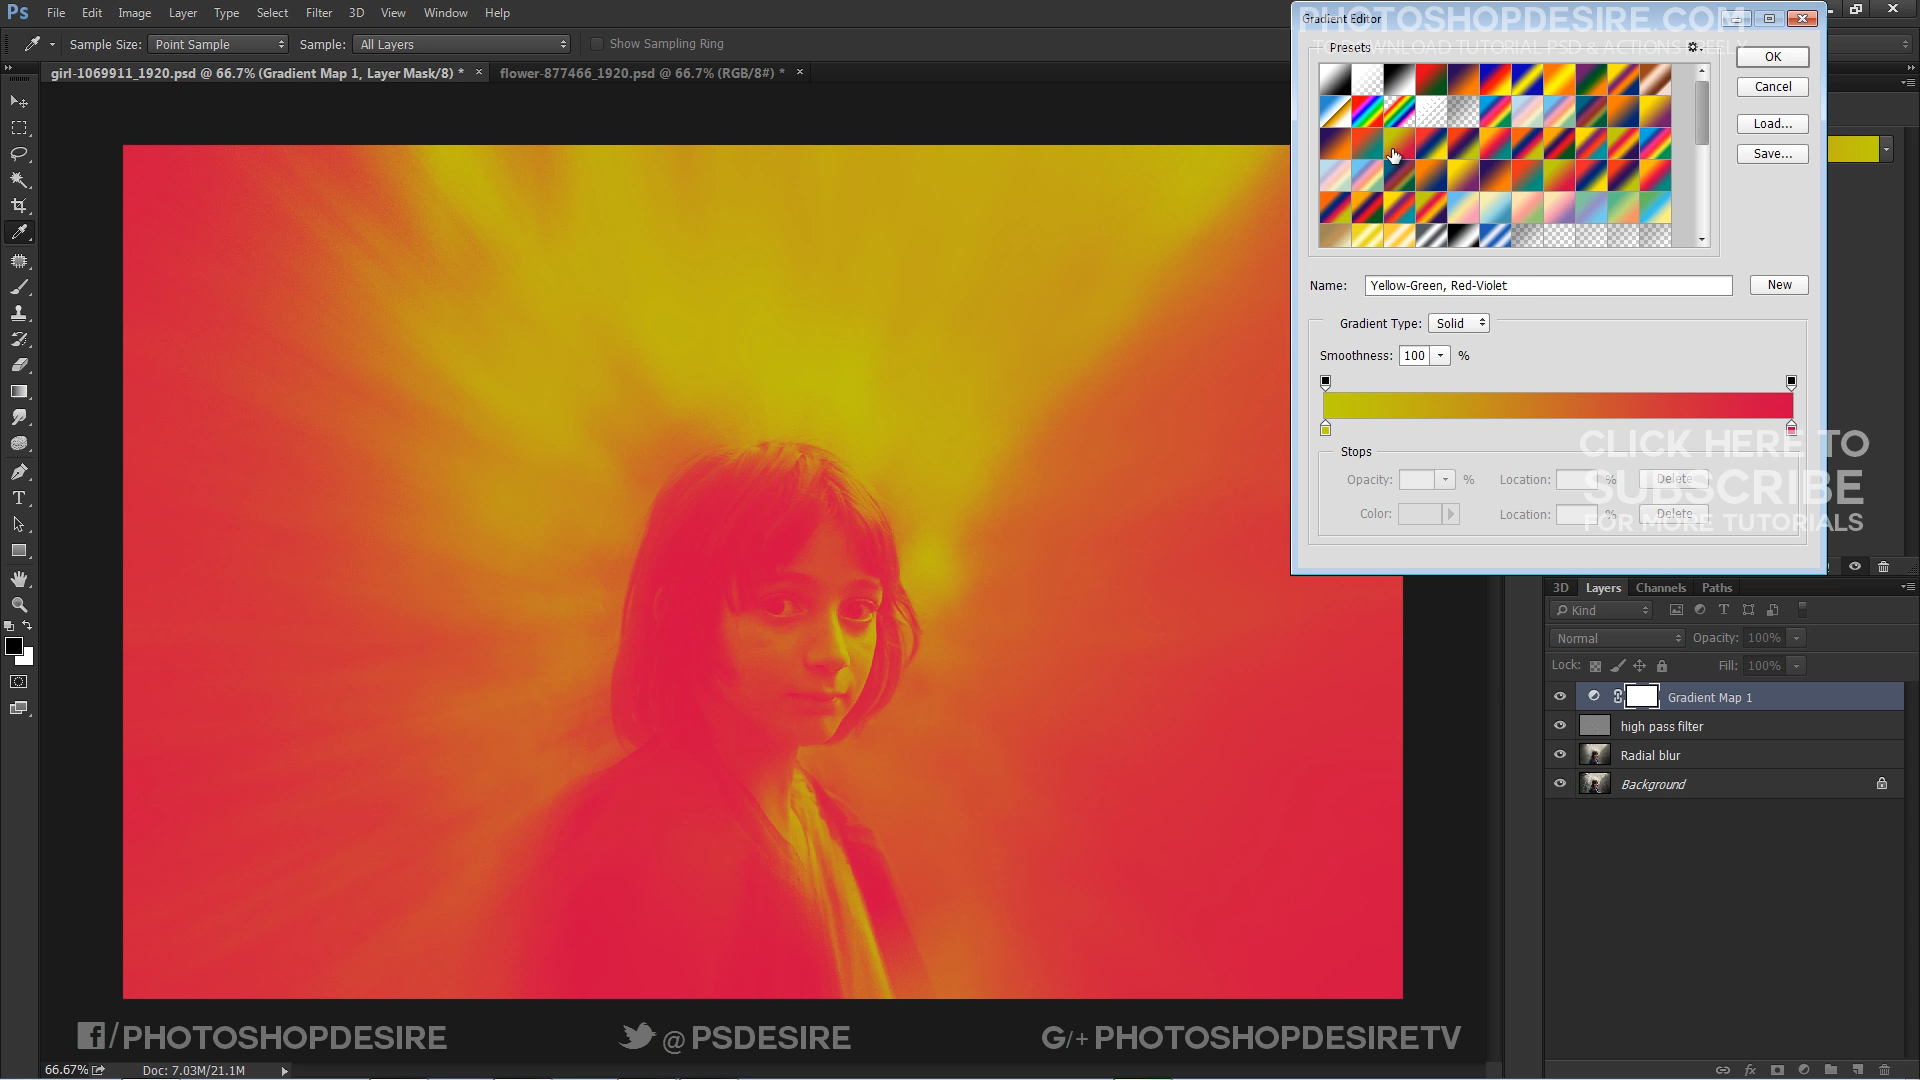 Ps File Edit Image Layer Type Select Filter 3D View Window Help
Sample Size: Point Sample Sample: All Layers Show Sampling Ring
girl-1069911_1920.psd @ 66.7% (Gradient Map 1, Layer Mask/8) * × flower-877466_1920.psd @ 66.7% (RGB/8#) * ×
PHOTOSHOPDESIRE.COM
TO DOWNLOAD TUTORIAL PSD & ACTIONS FREELY
Gradient Editor
Presets
OK
Cancel
Load...
Save...
Name: Yellow-Green, Red-Violet New
Gradient Type: Solid
Smoothness: 100 %
Stops
Opacity: % Location: % Delete
Color: Location: % Delete
CLICK HERE TO
SUBSCRIBE
FOR MORE TUTORIALS
3D Layers Channels Paths
Kind
Normal Opacity: 100%
Lock: Fill: 100%
Gradient Map 1
high pass filter
Radial blur
Background
f/PHOTOSHOPDESIRE @PSDESIRE G/+PHOTOSHOPDESIRETV
66.67% Doc: 7.03M/21.1M